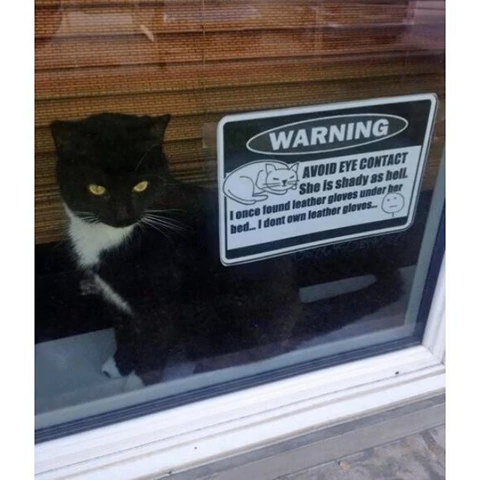 WARNING
AVOID EYE CONTACT
She is shady as hell.
I once found leather gloves under her
bed... I dont own leather gloves...